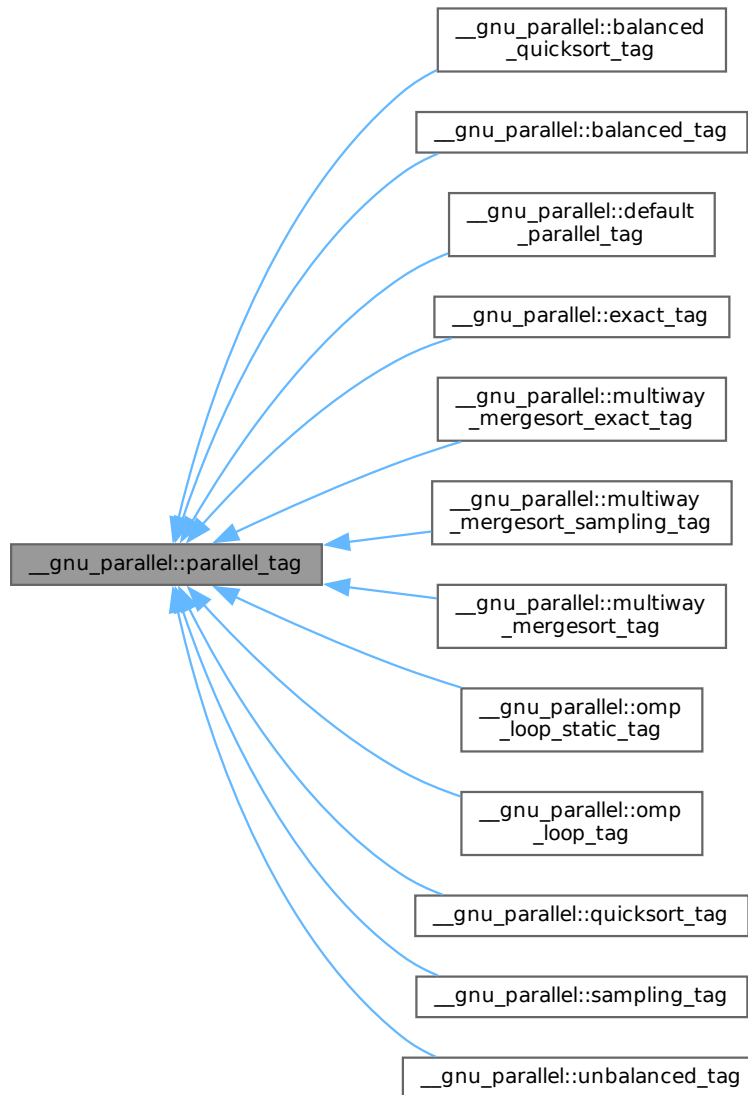 __gnu_parallel::balanced
_quicksort_tag
__gnu_parallel::balanced_tag
__gnu_parallel::default
_parallel_tag
__gnu_parallel::exact_tag
__gnu_parallel::multiway
_mergesort_exact_tag
__gnu_parallel::multiway
_mergesort_sampling_tag
__gnu_parallel::parallel_tag
__gnu_parallel::multiway
_mergesort_tag
__gnu_parallel::omp
_loop_static_tag
__gnu_parallel::omp
_loop_tag
__gnu_parallel::quicksort_tag
__gnu_parallel::sampling_tag
__gnu_parallel::unbalanced_tag